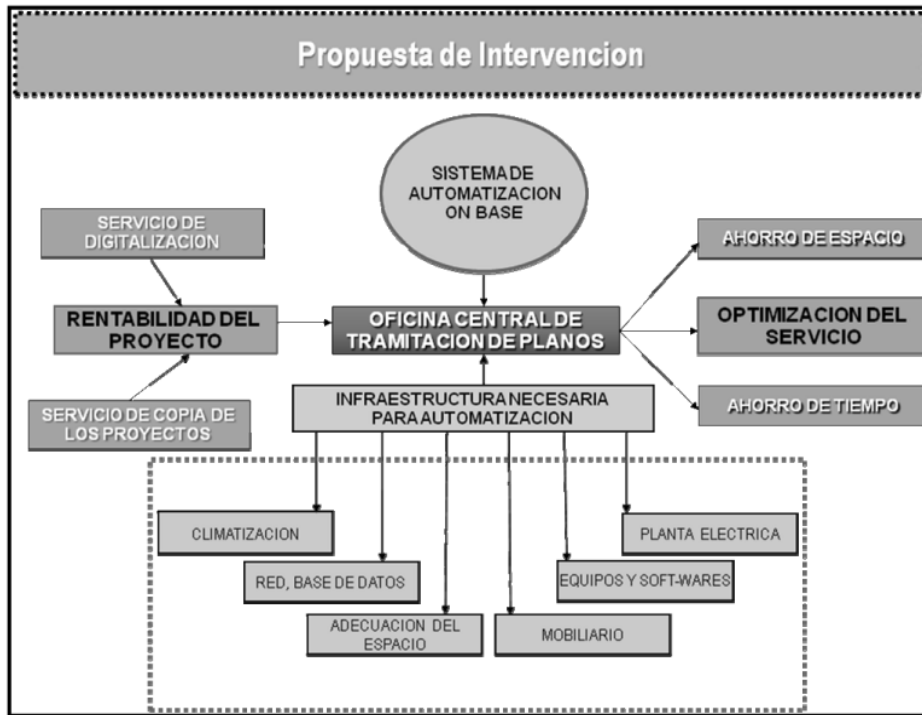 Propuesta de Intervencion
SISTEMA DE
AUTOMATIZACION
ON BASE
SERVICIO DE
DIGITALIZACION
RENTABILIDAD DEL
PROYECTO
SERVICIO DE COPIA DE
LOS PROYECTOS
OFICINA CENTRAL DE
TRAMITACION DE PLANOS
AHORRO DE ESPACIO
OPTIMIZACION DEL
SERVICIO
AHORRO DE TIEMPO
INFRAESTRUCTURA NECESARIA
PARA AUTOMATIZACION
CLIMATIZACION
RED, BASE DE DATOS
ADECUACION DEL
ESPACIO
MOBILIARIO
EQUIPOS Y SOFT-WARES
PLANTA ELECTRICA